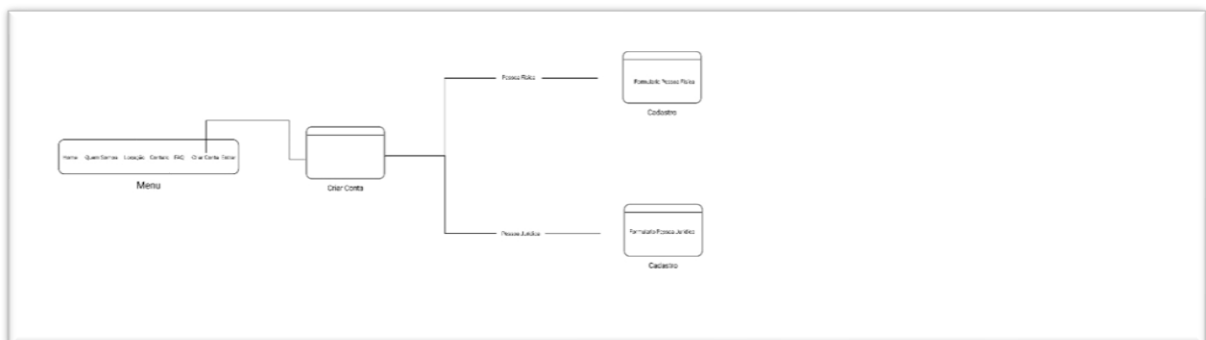 Pessoa Física
Formulário Pessoa Física
Cadastro
Home Quem Somos Locação Contato FAQ Criar Conta Entrar
Menu
Criar Conta
Pessoa Jurídica
Formulário Pessoa Jurídica
Cadastro